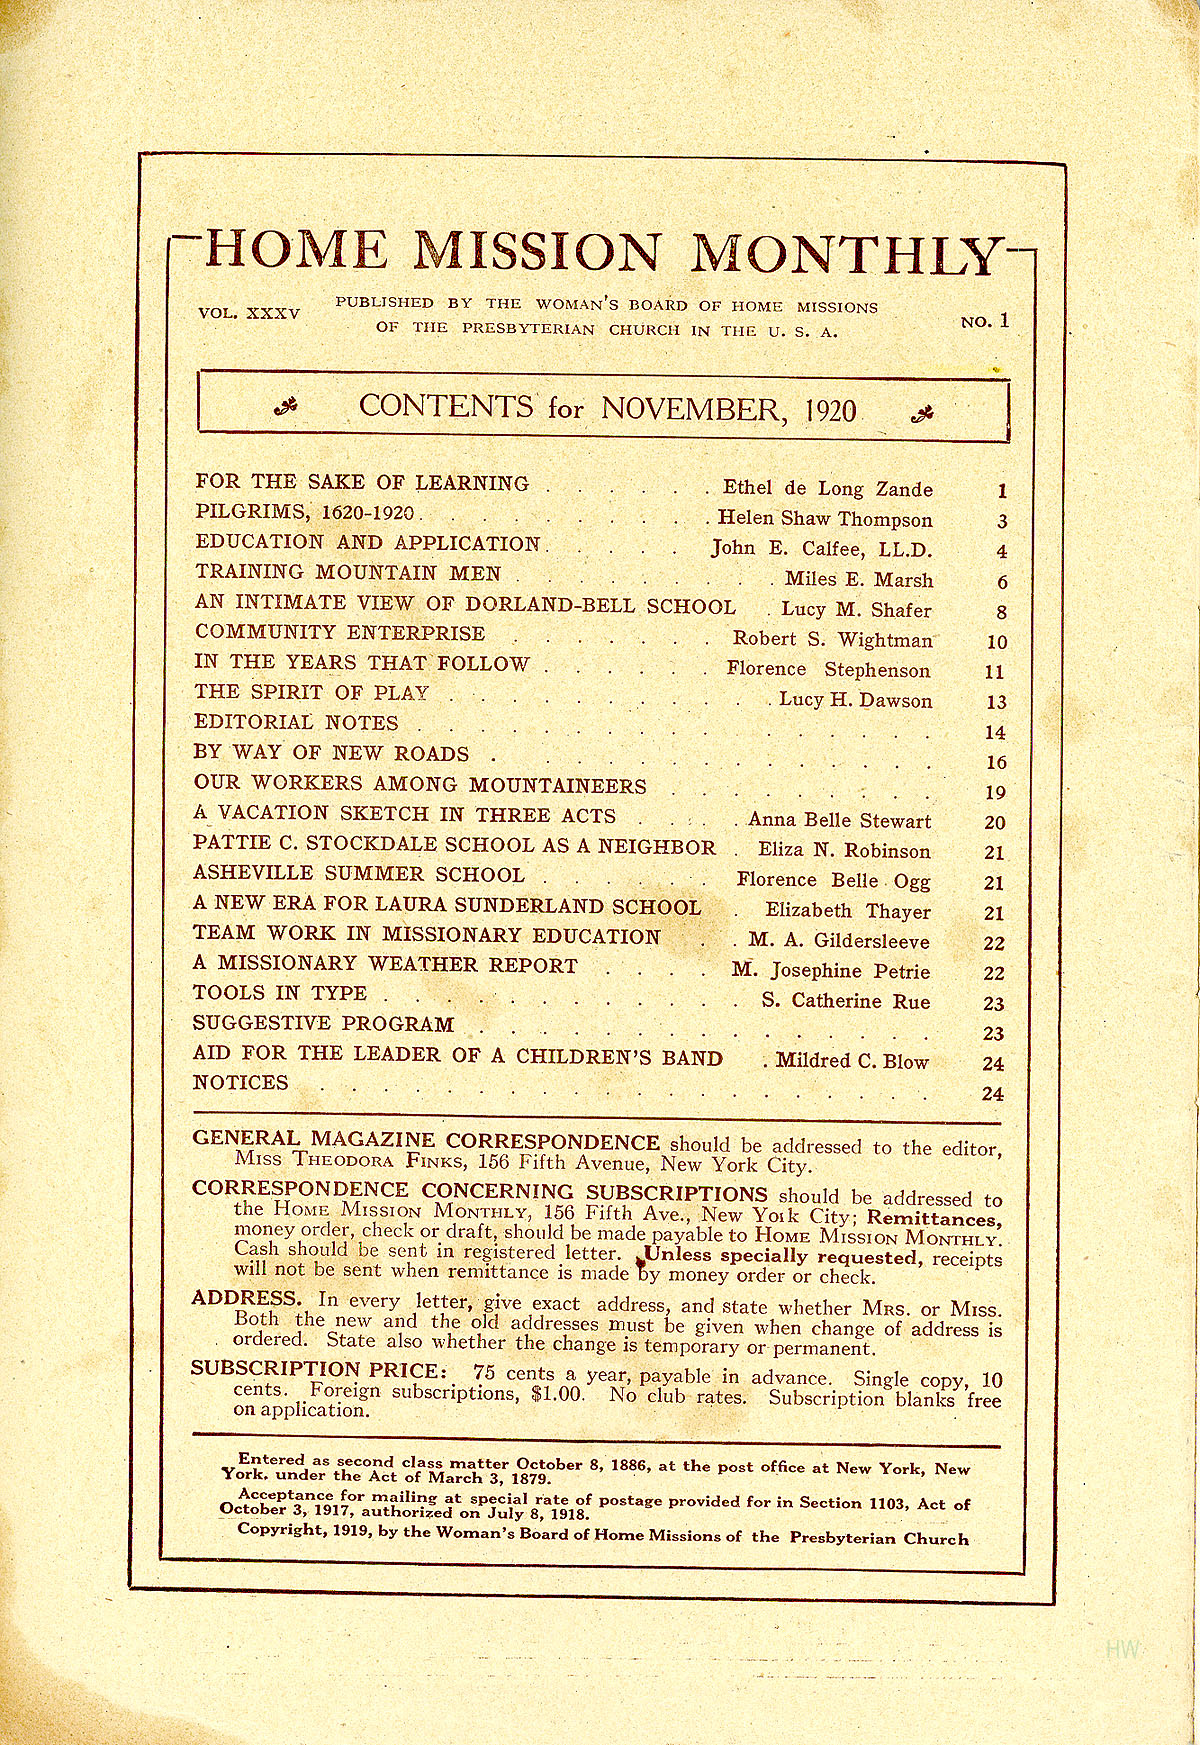 HOME MISSION MONTHLY
VOL. XXXV
PUBLISHED BY THE WOMAN'S BOARD OF HOME MISSIONS
OF THE PRESBYTERIAN CHURCH IN THE U. S. A.
NO. 1
CONTENTS for NOVEMBER, 1920
FOR THE SAKE OF LEARNING . . . . . . Ethel de Long Zande 1
PILGRIMS, 1620-1920 . . . . . . . . . . Helen Shaw Thompson 3
EDUCATION AND APPLICATION . . . . . John E. Calfee, LL.D. 4
TRAINING MOUNTAIN MEN . . . . . . . . . Miles E. Marsh 6
AN INTIMATE VIEW OF DORLAND-BELL SCHOOL . Lucy M. Shafer 8
COMMUNITY ENTERPRISE . . . . . . . Robert S. Wightman 10
IN THE YEARS THAT FOLLOW . . . . . . Florence Stephenson 11
THE SPIRIT OF PLAY . . . . . . . . . . . Lucy H. Dawson 13
EDITORIAL NOTES . . . . . . . . . . . . . . . . 14
BY WAY OF NEW ROADS . . . . . . . . . . . . . . 16
OUR WORKERS AMONG MOUNTAINEERS . . . . . . . . . 19
A VACATION SKETCH IN THREE ACTS . . . . Anna Belle Stewart 20
PATTIE C. STOCKDALE SCHOOL AS A NEIGHBOR . Eliza N. Robinson 21
ASHEVILLE SUMMER SCHOOL . . . . . . Florence Belle Ogg 21
A NEW ERA FOR LAURA SUNDERLAND SCHOOL . Elizabeth Thayer 21
TEAM WORK IN MISSIONARY EDUCATION . . M. A. Gildersleeve 22
A MISSIONARY WEATHER REPORT . . . . M. Josephine Petrie 22
TOOLS IN TYPE . . . . . . . . . . . . S. Catherine Rue 23
SUGGESTIVE PROGRAM . . . . . . . . . . . . . . . 23
AID FOR THE LEADER OF A CHILDREN'S BAND . Mildred C. Blow 24
NOTICES . . . . . . . . . . . . . . . . . . . . 24
GENERAL MAGAZINE CORRESPONDENCE should be addressed to the editor,
MISS THEODORA FINKS, 156 Fifth Avenue, New York City.
CORRESPONDENCE CONCERNING SUBSCRIPTIONS should be addressed to
the HOME MISSION MONTHLY, 156 Fifth Ave., New York City; Remittances,
money order, check or draft, should be made payable to HOME MISSION MONTHLY.
Cash should be sent in registered letter. Unless specially requested, receipts
will not be sent when remittance is made by money order or check.
ADDRESS. In every letter, give exact address, and state whether MRS. or MISS.
Both the new and the old addresses must be given when change of address is
ordered. State also whether the change is temporary or permanent.
SUBSCRIPTION PRICE: 75 cents a year, payable in advance. Single copy, 10
cents. Foreign subscriptions, $1.00. No club rates. Subscription blanks free
on application.
Entered as second class matter October 8, 1886, at the post office at New York, New
York, under the Act of March 3, 1879.
Acceptance for mailing at special rate of postage provided for in Section 1103, Act of
October 3, 1917, authorized on July 8, 1918.
Copyright, 1919, by the Woman's Board of Home Missions of the Presbyterian Church
HW